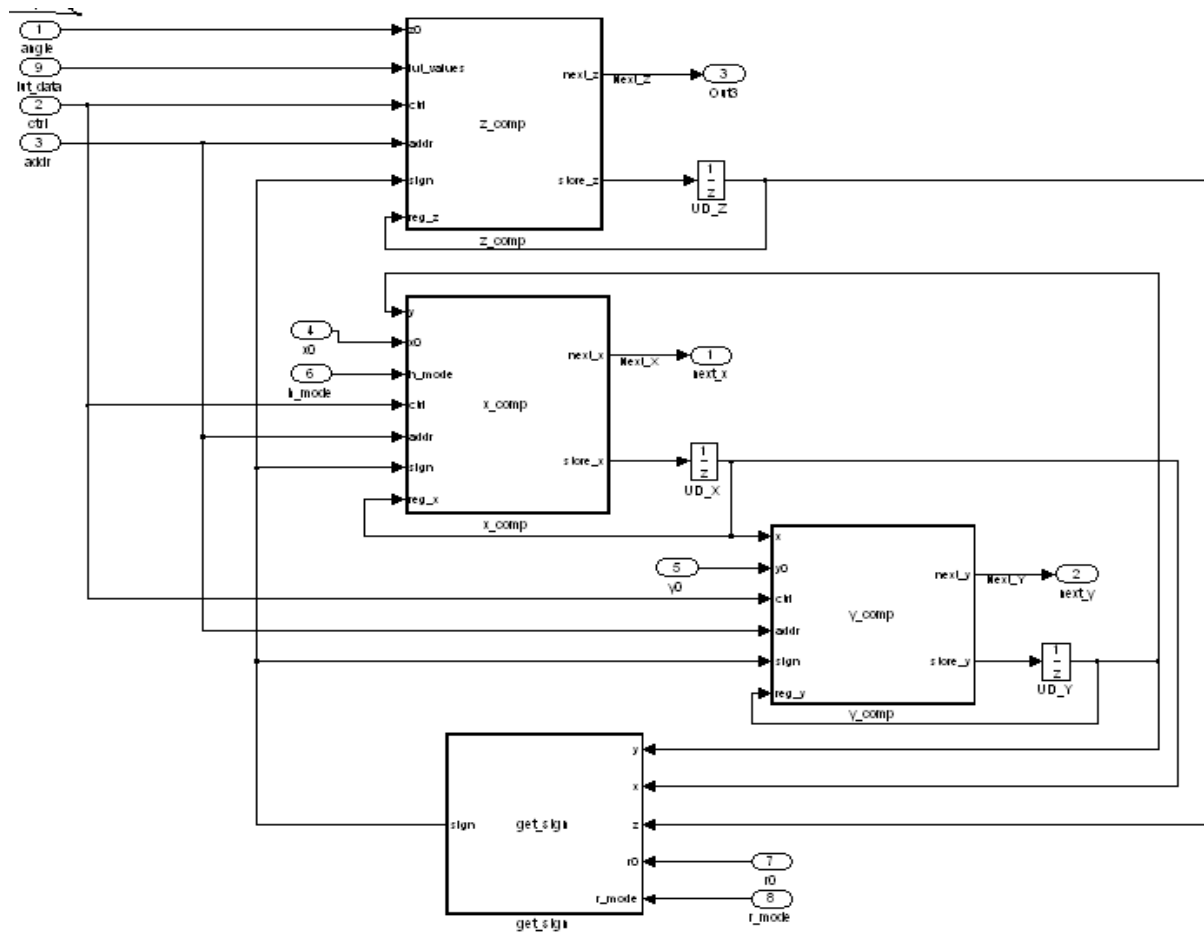 1
angle
z0
9
lut_data
lut_values
next_z
Next_Z
3
Out3
2
ctrl
ctrl
z_comp
3
addr
addr
sign
store_z
1
z
UD_Z
reg_z
z_comp
y
4
x0
x0
next_x
Next_X
1
next_x
6
h_mode
h_mode
ctrl
x_comp
addr
sign
store_x
1
z
UD_X
reg_x
x_comp
x
5
y0
y0
next_y
Next_Y
2
next_y
ctrl
y_comp
addr
sign
store_y
1
z
UD_Y
reg_y
y_comp
y
x
sign
get_sign
z
r0
7
r0
r_mode
8
r_mode
get_sign